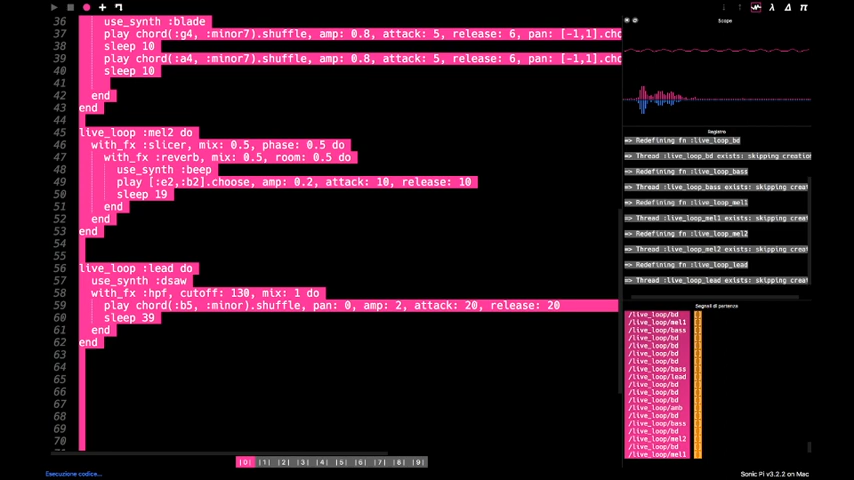 36 use_synth :blade
37 play chord(:g4, :minor7).shuffle, amp: 0.8, attack: 5, release: 6, pan: [-1,1].cho
38 sleep 10
39 play chord(:a4, :minor7).shuffle, amp: 0.8, attack: 5, release: 6, pan: [-1,1].cho
40 sleep 10
41
42 end
43 end
44
45 live_loop :mel2 do
46 with_fx :slicer, mix: 0.5, phase: 0.5 do
47 with_fx :reverb, mix: 0.5, room: 0.5 do
48 use_synth :beep
49 play [:e2,:b2].choose, amp: 0.2, attack: 10, release: 10
50 sleep 19
51 end
52 end
53 end
54
55
56 live_loop :lead do
57 use_synth :dsaw
58 with_fx :hpf, cutoff: 130, mix: 1 do
59 play chord(:b5, :minor).shuffle, pan: 0, amp: 2, attack: 20, release: 20
60 sleep 39
61 end
62 end
63
64
65
66
67
68
69
70
|0| |1| |2| |3| |4| |5| |6| |7| |8| |9|
Esecuzione codice...
Scope
Registro
=> Redefining fn :live_loop_bd
=> Thread :live_loop_bd exists: skipping creation
=> Redefining fn :live_loop_bass
=> Thread :live_loop_bass exists: skipping creat
=> Redefining fn :live_loop_mel1
=> Thread :live_loop_mel1 exists: skipping creat
=> Redefining fn :live_loop_mel2
=> Thread :live_loop_mel2 exists: skipping creat
=> Redefining fn :live_loop_lead
=> Thread :live_loop_lead exists: skipping creat
Segnali di partenza
/live_loop/bd
/live_loop/mel1
/live_loop/bass
/live_loop/bd
/live_loop/bd
/live_loop/bd
/live_loop/bd
/live_loop/bass
/live_loop/lead
/live_loop/bd
/live_loop/bd
/live_loop/bd
/live_loop/amb
/live_loop/bd
/live_loop/bass
/live_loop/bd
/live_loop/mel2
/live_loop/bd
/live_loop/mel1
Sonic Pi v3.2.2 on Mac